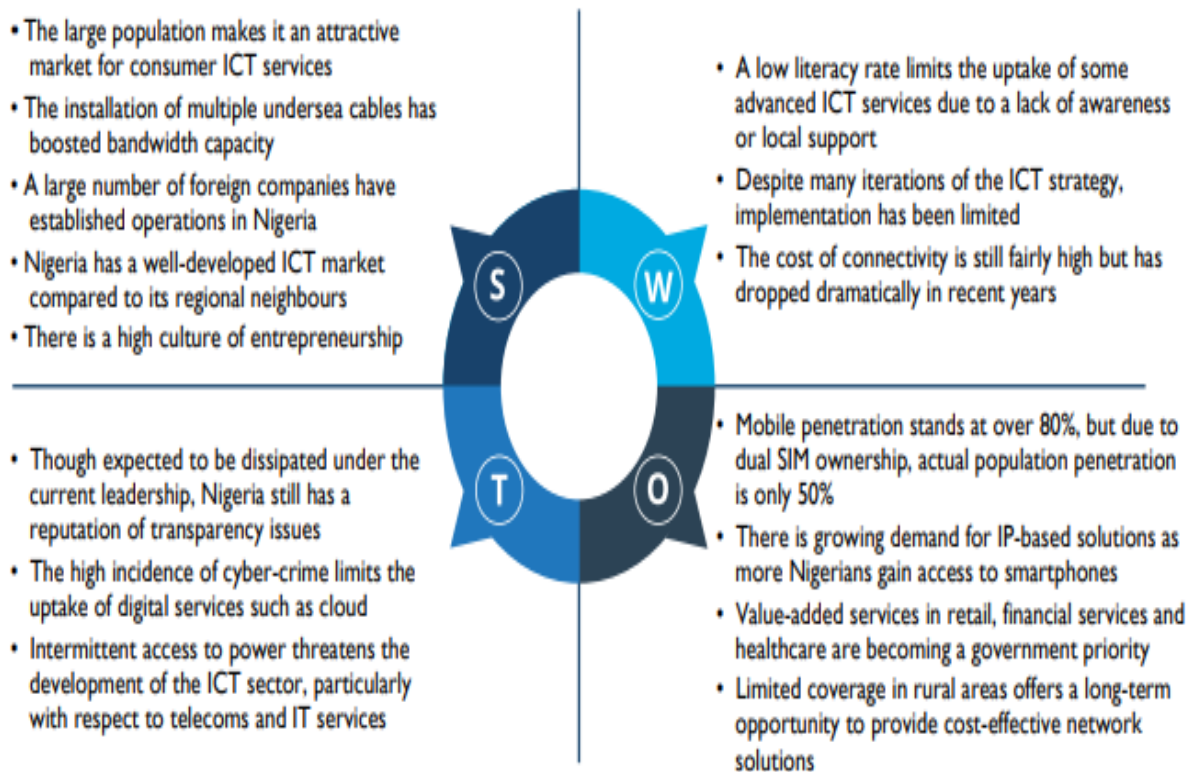 • The large population makes it an attractive
market for consumer ICT services
• The installation of multiple undersea cables has
boosted bandwidth capacity
• A large number of foreign companies have
established operations in Nigeria
• Nigeria has a well-developed ICT market
compared to its regional neighbours
• There is a high culture of entrepreneurship
• A low literacy rate limits the uptake of some
advanced ICT services due to a lack of awareness
or local support
• Despite many iterations of the ICT strategy,
implementation has been limited
• The cost of connectivity is still fairly high but has
dropped dramatically in recent years
S
W
T
O
• Though expected to be dissipated under the
current leadership, Nigeria still has a
reputation of transparency issues
• The high incidence of cyber-crime limits the
uptake of digital services such as cloud
• Intermittent access to power threatens the
development of the ICT sector, particularly
with respect to telecoms and IT services
• Mobile penetration stands at over 80%, but due to
dual SIM ownership, actual population penetration
is only 50%
• There is growing demand for IP-based solutions as
more Nigerians gain access to smartphones
• Value-added services in retail, financial services and
healthcare are becoming a government priority
• Limited coverage in rural areas offers a long-term
opportunity to provide cost-effective network
solutions